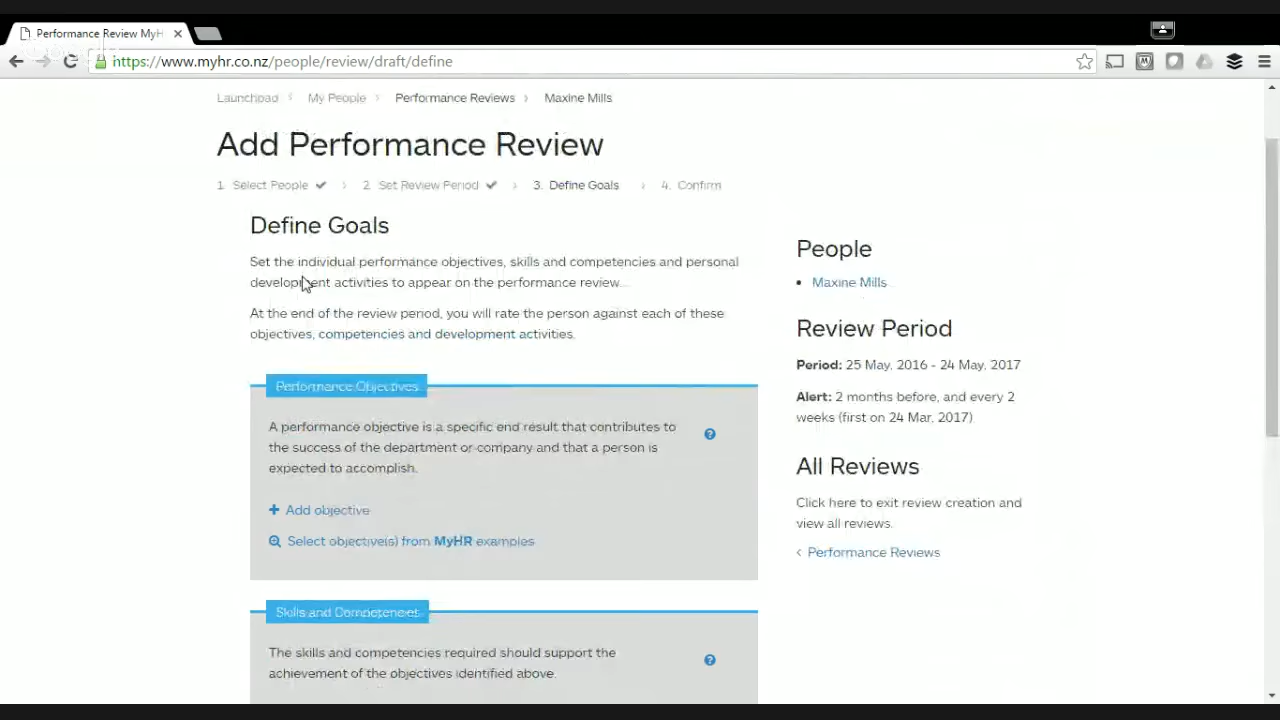 Performance Review MyH
https://www.myhr.co.nz/people/review/draft/define
Launchpad My People Performance Reviews Maxine Mills
Add Performance Review
1. Select People 2. Set Review Period 3. Define Goals 4. Confirm
Define Goals
Set the individual performance objectives, skills and competencies and personal
development activities to appear on the performance review.
At the end of the review period, you will rate the person against each of these
objectives, competencies and development activities.
Performance Objectives
A performance objective is a specific end result that contributes to
the success of the department or company and that a person is
expected to accomplish.
+ Add objective
Select objective(s) from MyHR examples
Skills and Competencies
The skills and competencies required should support the
achievement of the objectives identified above.
People
• Maxine Mills
Review Period
Period: 25 May, 2016 - 24 May, 2017
Alert: 2 months before, and every 2
weeks (first on 24 Mar, 2017)
All Reviews
Click here to exit review creation and
view all reviews.
‹ Performance Reviews